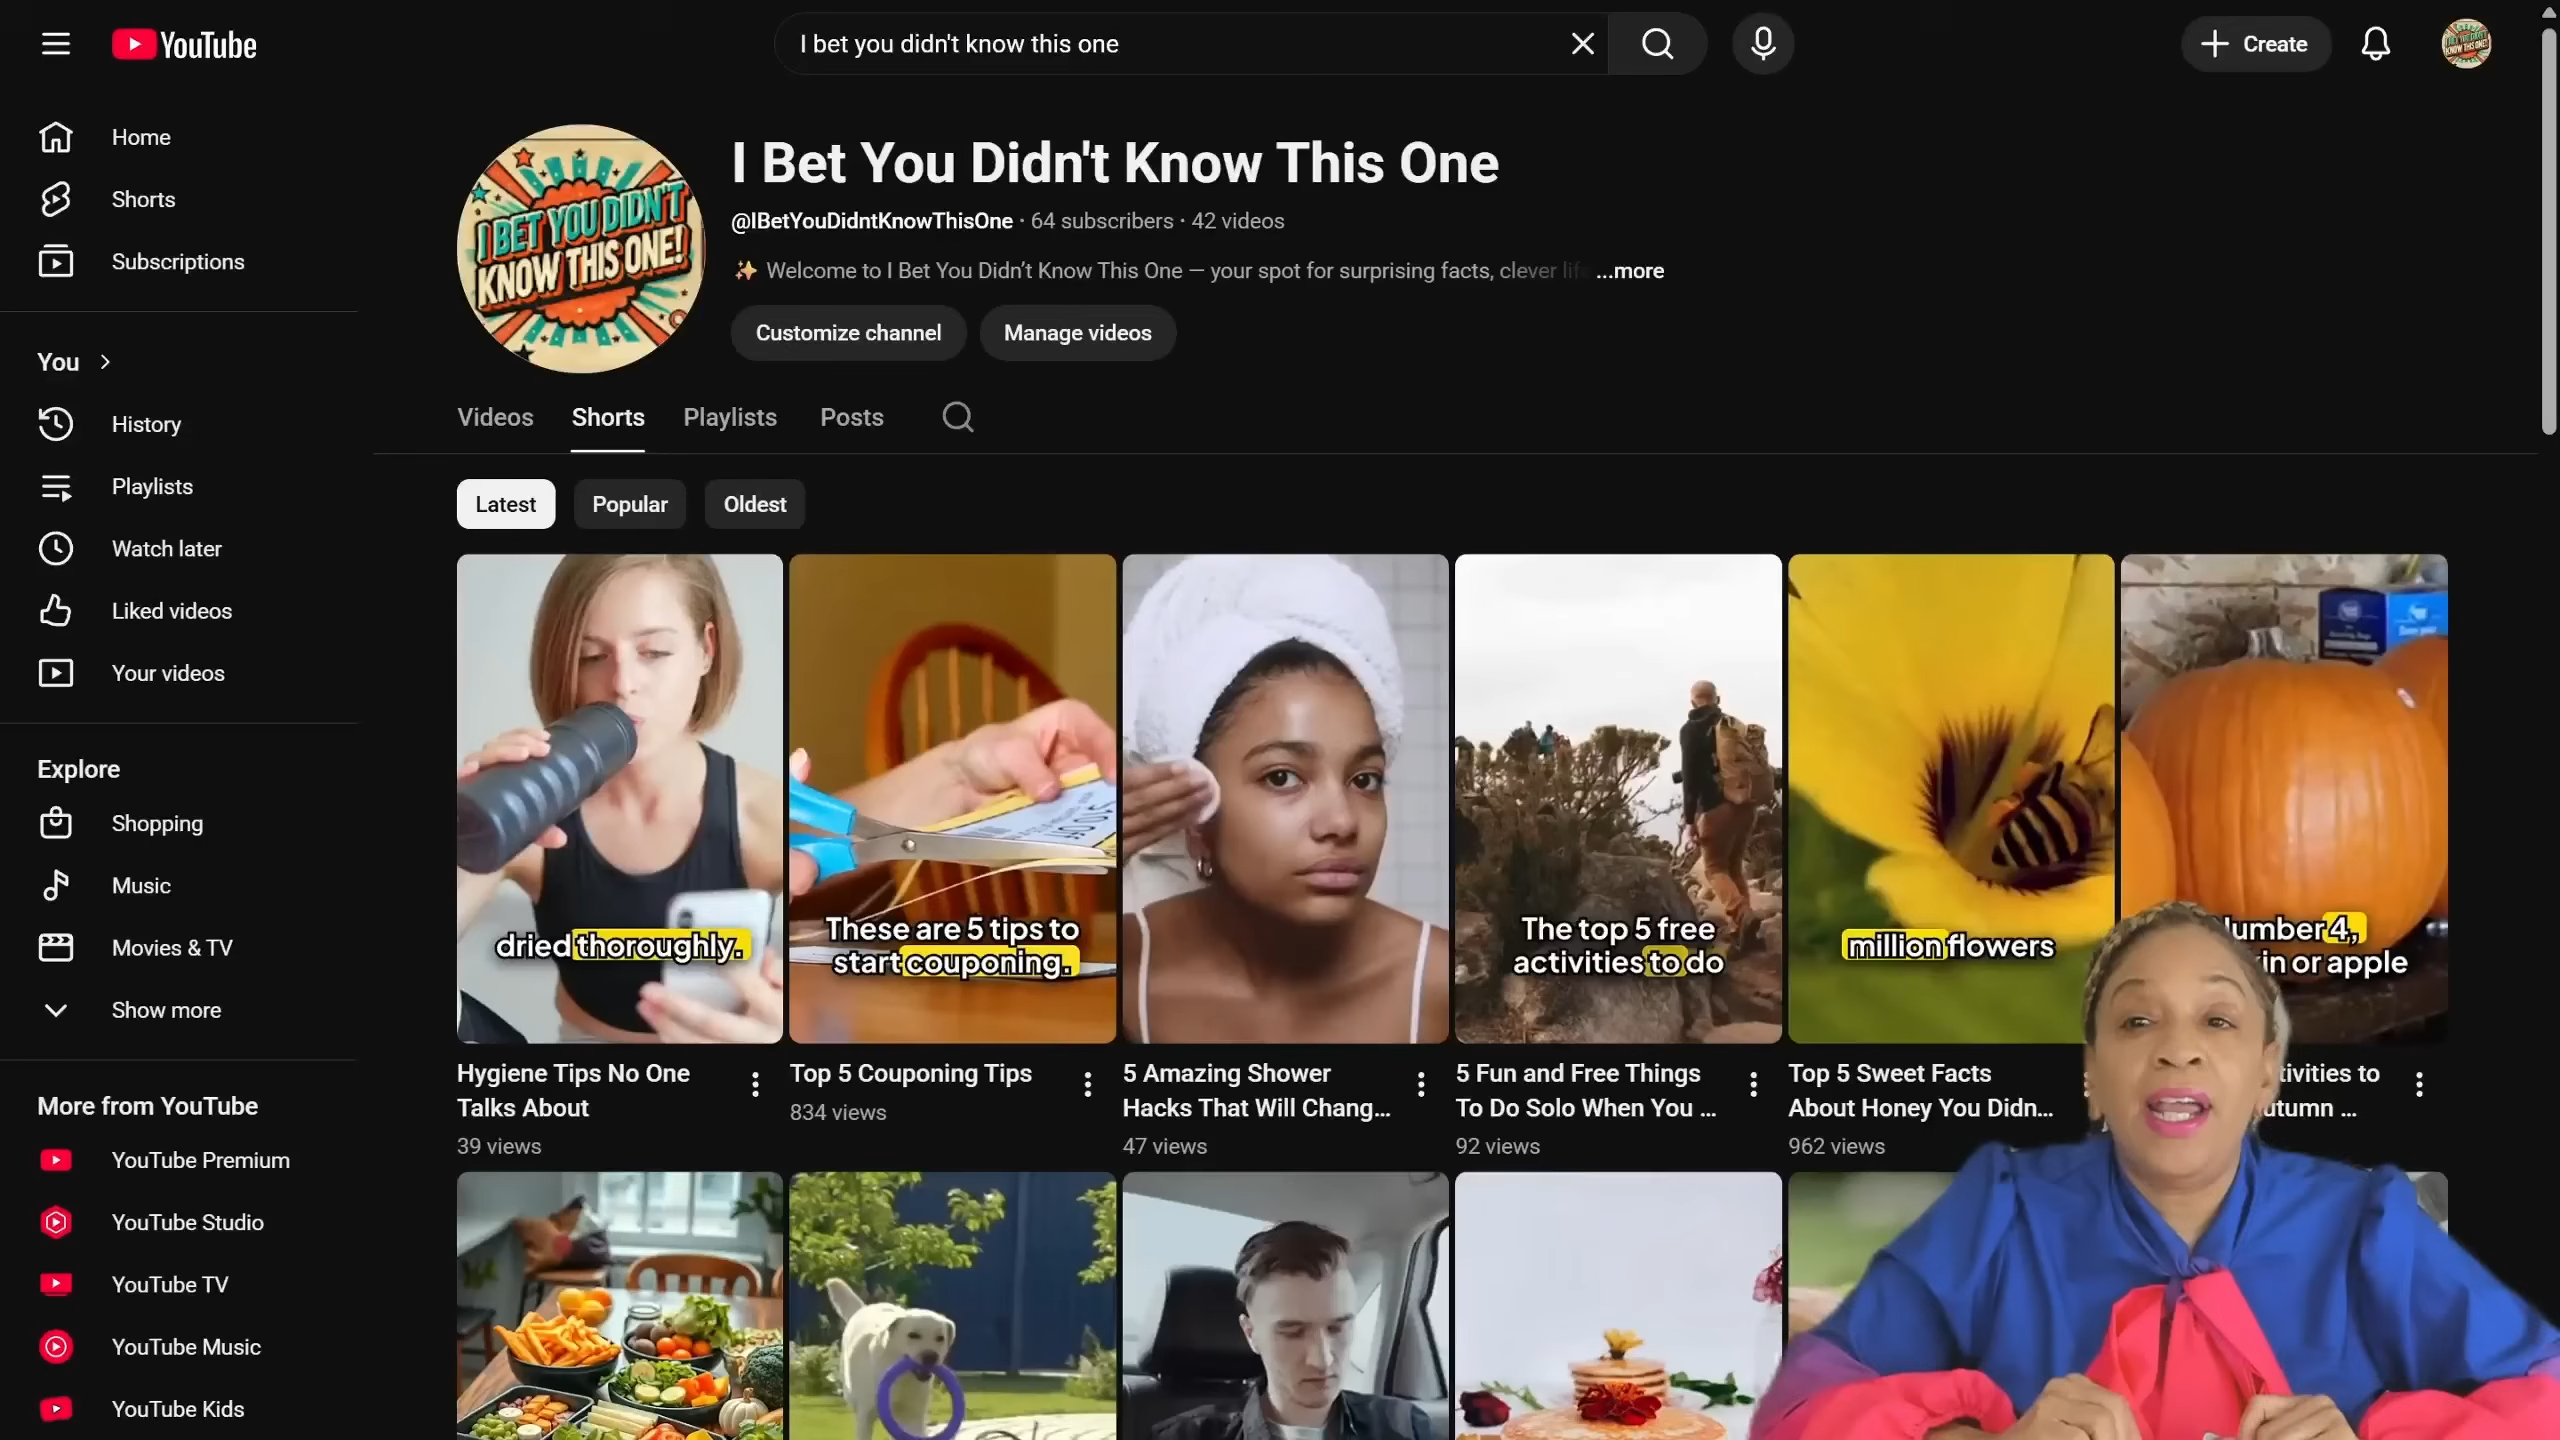 YouTube
I bet you didn't know this one
Create
Home
Shorts
Subscriptions
You
History
Playlists
Watch later
Liked videos
Your videos
Explore
Shopping
Music
Movies & TV
Show more
More from YouTube
YouTube Premium
YouTube Studio
YouTube TV
YouTube Music
YouTube Kids
I BET YOU DIDN'T
KNOW THIS ONE!
I Bet You Didn't Know This One
@IBetYouDidntKnowThisOne · 64 subscribers · 42 videos
✨ Welcome to I Bet You Didn't Know This One — your spot for surprising facts, clever ...more
Customize channel
Manage videos
Videos
Shorts
Playlists
Posts
Latest
Popular
Oldest
dried thoroughly.
These are 5 tips to
start couponing.
The top 5 free
activities to do
million flowers
4,
or apple
Hygiene Tips No One
Talks About
39 views
Top 5 Couponing Tips
834 views
5 Amazing Shower
Hacks That Will Chang...
47 views
5 Fun and Free Things
To Do Solo When You ...
92 views
Top 5 Sweet Facts
About Honey You Didn...
962 views
to
...